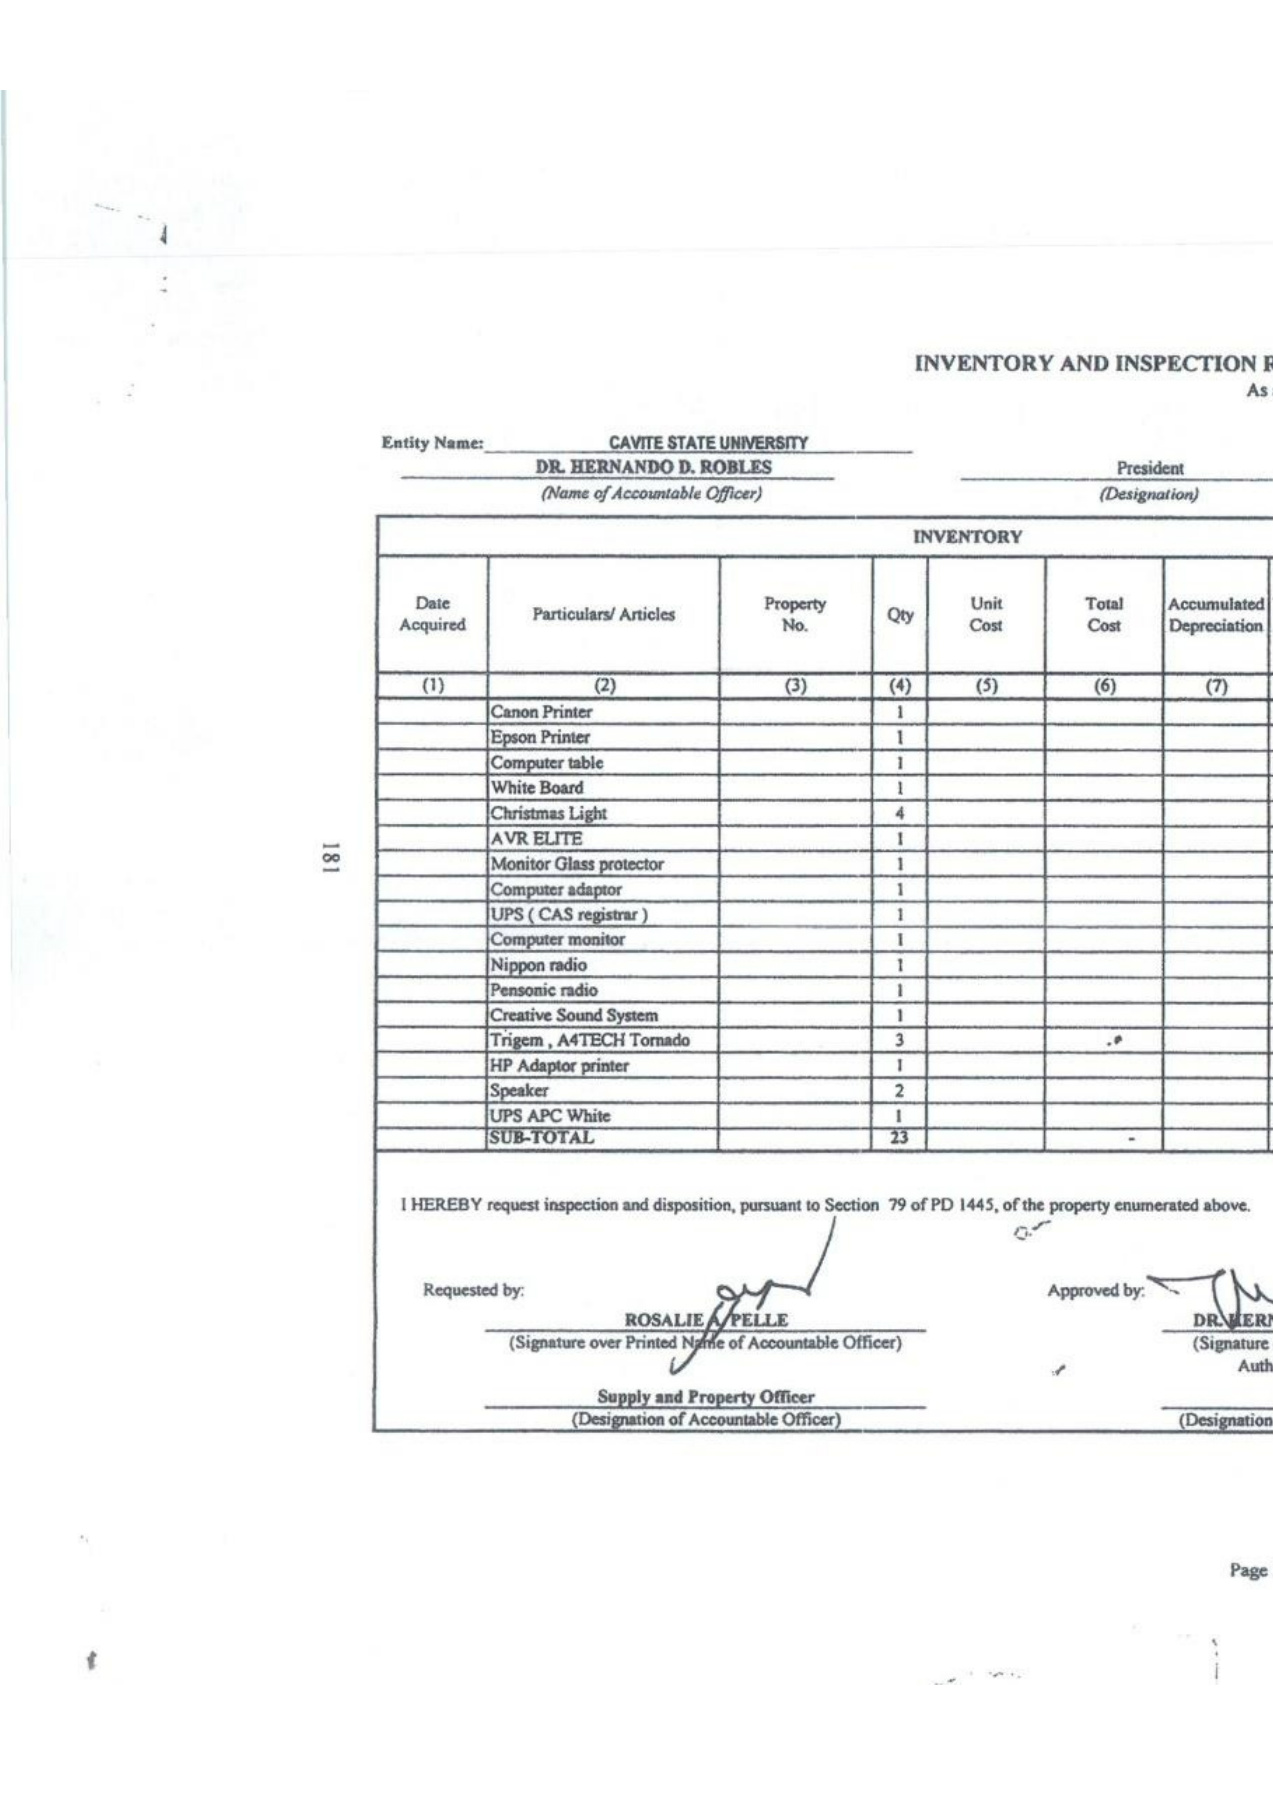 INVENTORY AND INSPECTION
As
Entity Name: CAVITE STATE UNIVERSITY
DR. HERNANDO D. ROBLES President
(Name of Accountable Officer) (Designation)
INVENTORY
Date Acquired Particulars/ Articles Property No. Qty Unit Cost Total Cost Accumulated Depreciation
(1) (2) (3) (4) (5) (6) (7)
Canon Printer 1
Epson Printer 1
Computer table 1
White Board 1
Christmas Light 4
AVR ELITE 1
Monitor Glass protector 1
Computer adaptor 1
UPS ( CAS registrar ) 1
Computer monitor 1
Nippon radio 1
Pensonic radio 1
Creative Sound System 1
Trigem , A4TECH Tornado 3
HP Adaptor printer 1
Speaker 2
UPS APC White 1
SUB-TOTAL 23 -
181
I HEREBY request inspection and disposition, pursuant to Section 79 of PD 1445, of the property enumerated above.
Requested by: Approved by:
ROSALIE A. PELLE DR. HERN
(Signature over Printed Name of Accountable Officer) (Signature
Auth
Supply and Property Officer
(Designation of Accountable Officer) (Designation
Page